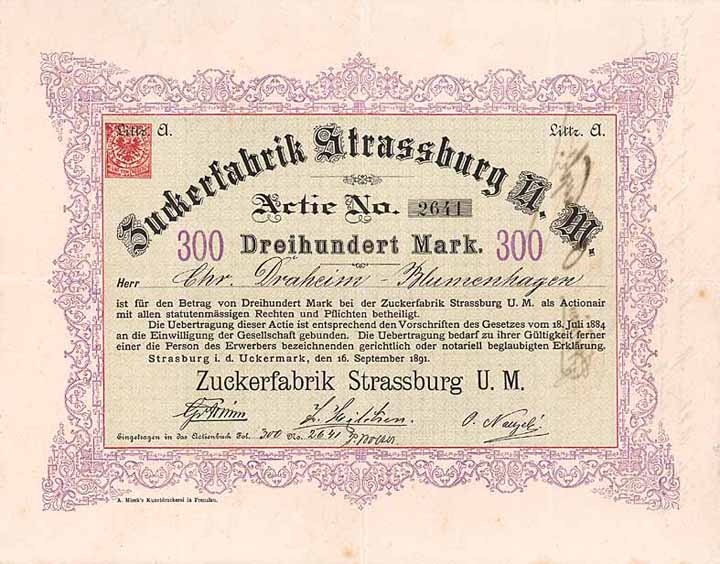 Littr. A. Littr. A.
Zuckerfabrik Strassburg U. M.
Actie No. 2641
300 Dreihundert Mark. 300
Herr Chr. Draheim - Blumenhagen
ist für den Betrag von Dreihundert Mark bei der Zuckerfabrik Strassburg U. M. als Actionair
mit allen statutenmässigen Rechten und Pflichten betheiligt.
Die Uebertragung dieser Actie ist entsprechend den Vorschriften des Gesetzes vom 18. Juli 1884
an die Einwilligung der Gesellschaft gebunden. Die Uebertragung bedarf zu ihrer Gültigkeit ferner
einer die Person des Erwerbers bezeichnenden gerichtlich oder notariell beglaubigten Erklärung.
Strasburg i. d. Uckermark, den 16. September 1891.
Zuckerfabrik Strassburg U. M.
Eingetragen in das Actienbuch Fol. 300 No. 2641
A. Mieck's Kunstdruckerei in Prenzlau.